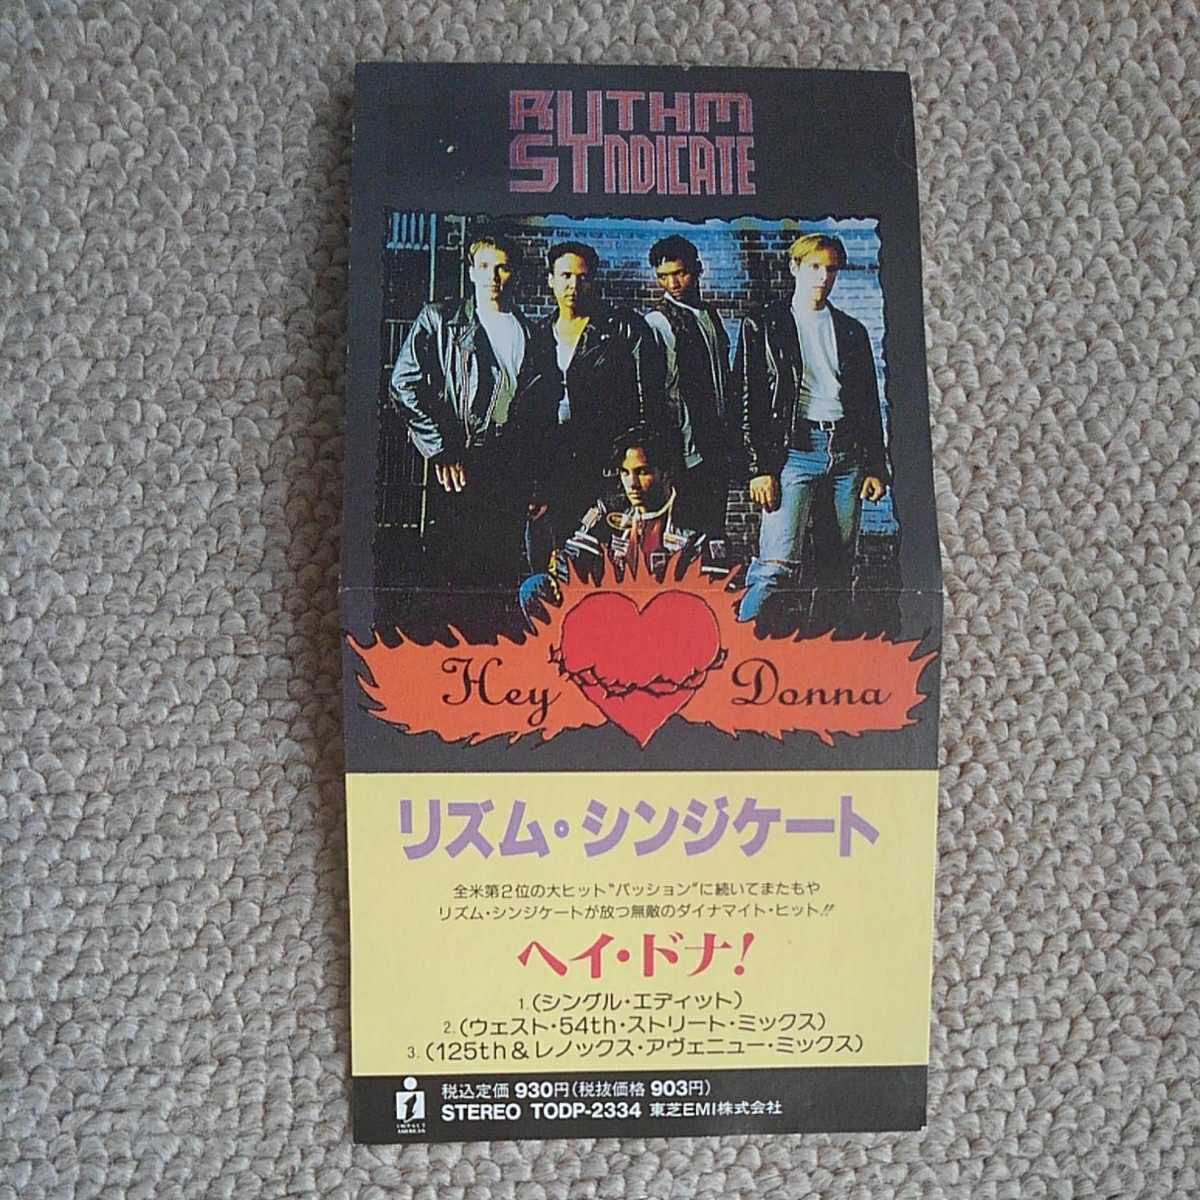 RYTHM
SYNDICATE
Hey Donna
リズム・シンジケート
全米第2位の大ヒット"パッション"に続いてまたもや
リズム・シンジケートが放つ無敵のダイナマイト・ヒット!!
ヘイ・ドナ!
1.(シングル・エディット)
2.(ウェスト・54th・ストリート・ミックス)
3.(125th&レノックス・アヴェニュー・ミックス)
税込定価 930円(税抜価格 903円)
STEREO TODP-2334 東芝EMI株式会社
IMPACT
AMERICAN